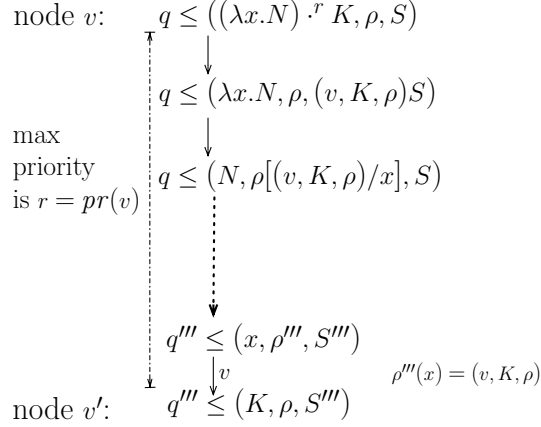 node v: q ≤ ((λx.N) ·ʳ K, ρ, S)
q ≤ (λx.N, ρ, (v, K, ρ)S)
max
priority
is r = pr(v)
q ≤ (N, ρ[(v, K, ρ)/x], S)
q‴ ≤ (x, ρ‴, S‴)
v
ρ‴(x) = (v, K, ρ)
node v′: q‴ ≤ (K, ρ, S‴)